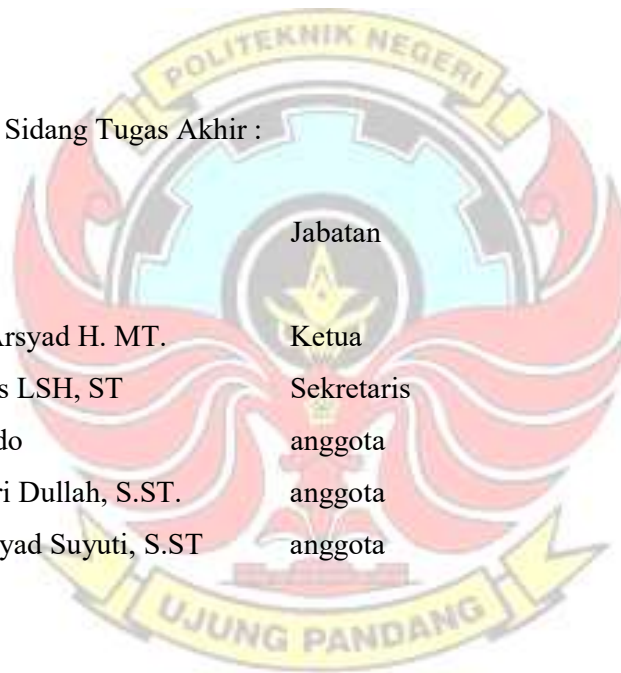 POLITEKNIK NEGERI
Sidang Tugas Akhir :
Jabatan
Arsyad H. MT. Ketua
s LSH, ST Sekretaris
do anggota
ri Dullah, S.ST. anggota
yad Suyuti, S.ST anggota
UJUNG PANDANG